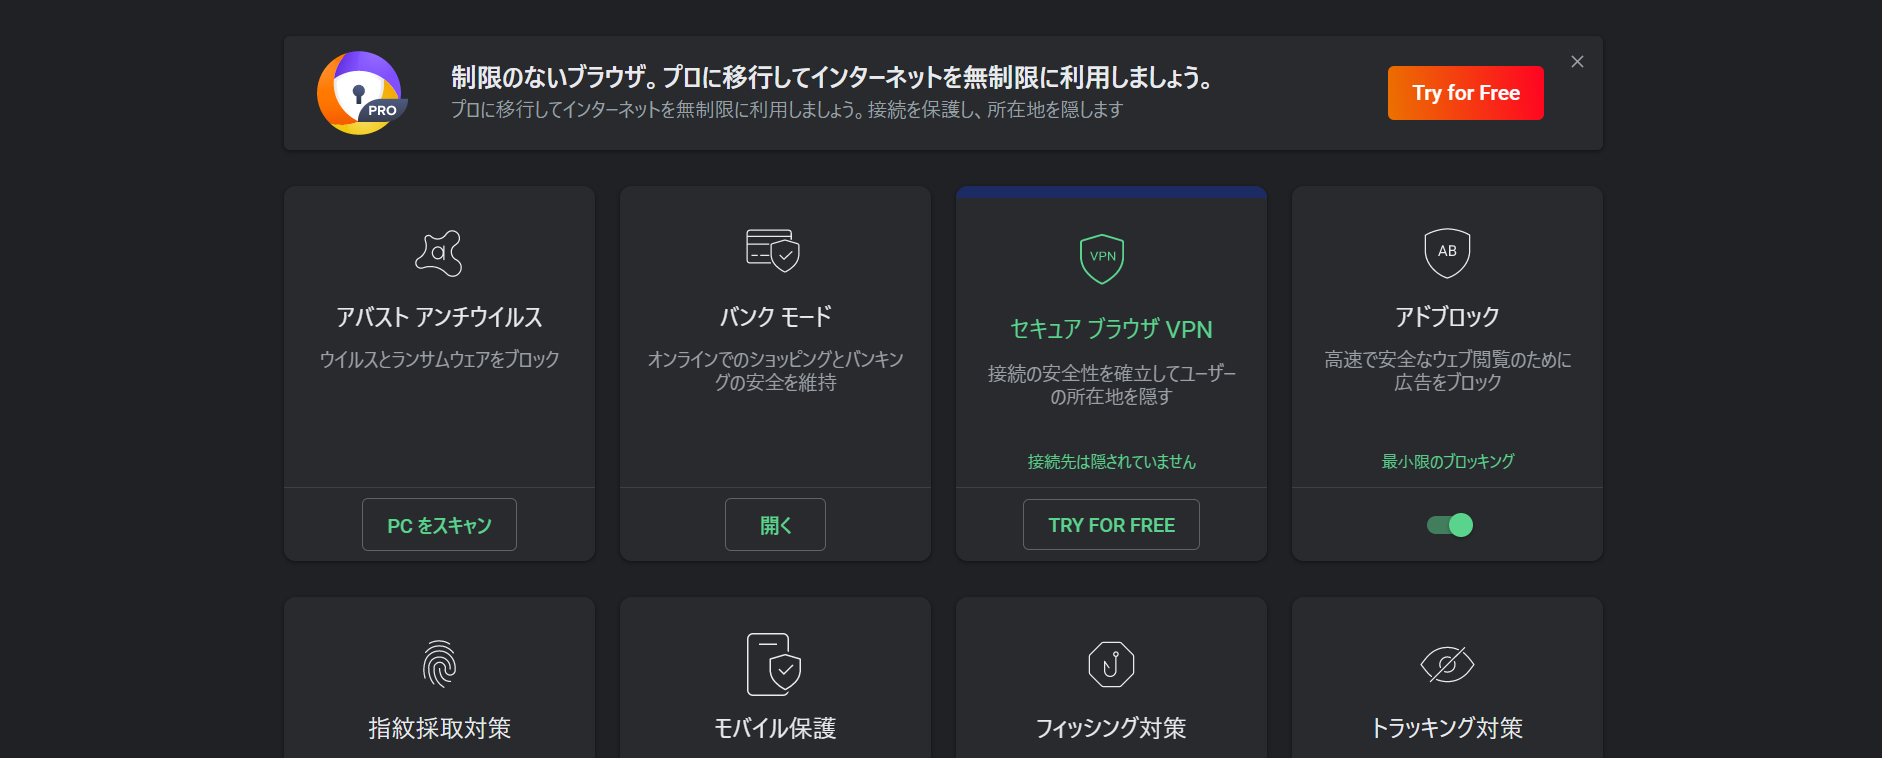 制限のないブラウザ。プロに移行してインターネットを無制限に利用しましょう。
プロに移行してインターネットを無制限に利用しましょう。接続を保護し、所在地を隠します
PRO
Try for Free
アバスト アンチウイルス
ウイルスとランサムウェアをブロック
PC をスキャン
バンク モード
オンラインでのショッピングとバンキン
グの安全を維持
開く
VPN
セキュア ブラウザ VPN
接続の安全性を確立してユーザー
の所在地を隠す
接続先は隠されていません
TRY FOR FREE
AB
アドブロック
高速で安全なウェブ閲覧のために
広告をブロック
最小限のブロッキング
指紋採取対策
モバイル保護
フィッシング対策
トラッキング対策